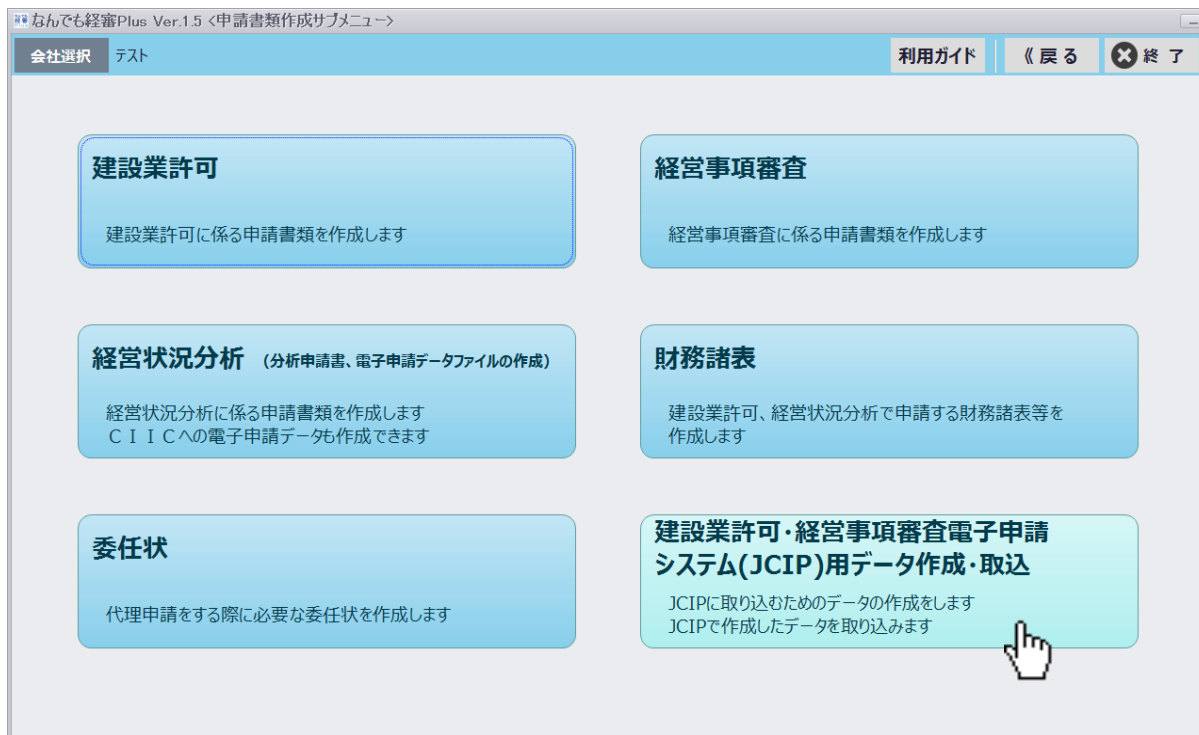 なんでも経審Plus Ver.1.5 <申請書類作成サブメニュー>
会社選択 テスト 利用ガイド 《戻る 終了
建設業許可
建設業許可に係る申請書類を作成します
経営事項審査
経営事項審査に係る申請書類を作成します
経営状況分析 (分析申請書、電子申請データファイルの作成)
経営状況分析に係る申請書類を作成します
CIICへの電子申請データも作成できます
財務諸表
建設業許可、経営状況分析で申請する財務諸表等を
作成します
委任状
代理申請をする際に必要な委任状を作成します
建設業許可・経営事項審査電子申請
システム(JCIP)用データ作成・取込
JCIPに取り込むためのデータの作成をします
JCIPで作成したデータを取り込みます